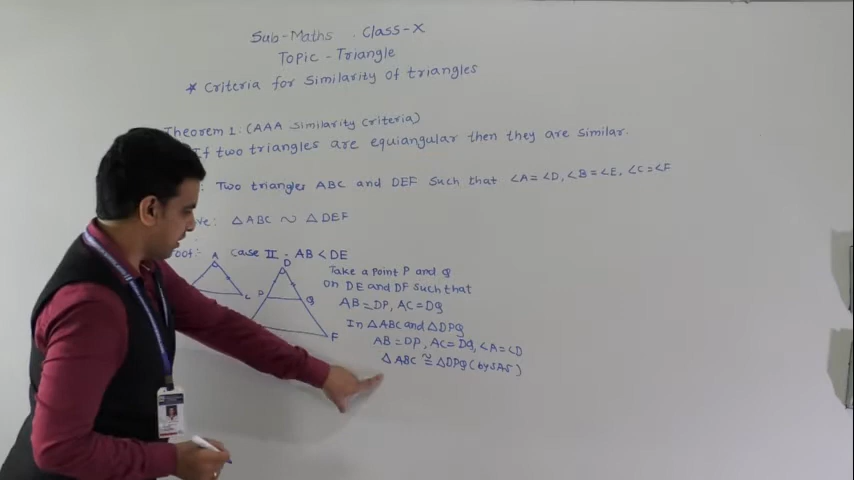 Sub-Maths . Class-X
Topic - Triangle
* Criteria for Similarity of triangles
Theorem 1: (AAA Similarity Criteria)
If two triangles are equiangular then they are similar.
: Two triangles ABC and DEF such that ∠A=∠D, ∠B=∠E, ∠C=∠F
: △ABC ~ △DEF
Proof:- Case II - AB < DE
A
D
Take a point P and Q
on DE and DF such that
C
P
Q
AB=DP, AC=DQ
F
In △ABC and △DPQ
AB=DP, AC=DQ, ∠A=∠D
△ABC ≅ △DPQ (by SAS)